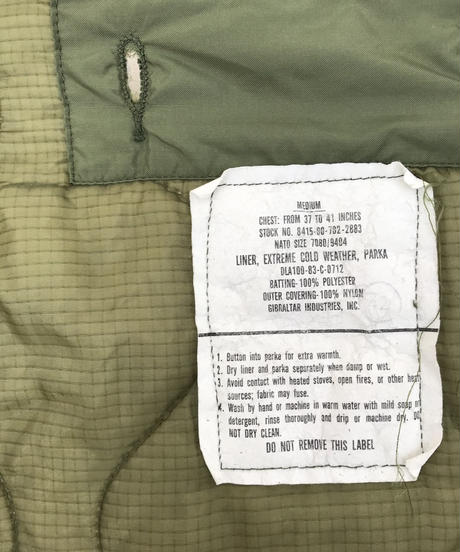 MEDIUM
CHEST: FROM 37 TO 41 INCHES
STOCK NO. 8415-00-782-2883
NATO SIZE 7080/9404
LINER, EXTREME COLD WEATHER, PARKA
DLA100-83-C-0712
BATTING-100% POLYESTER
OUTER COVERING-100% NYLON
GIBRALTAR INDUSTRIES, INC.
1. Button into parka for extra warmth.
2. Dry liner and parka separately when damp or wet.
3. Avoid contact with heated stoves, open fires, or other heat
sources; fabric may fuse.
4. Wash by hand or machine in warm water with mild soap or
detergent, rinse thoroughly and drip or machine dry. DO
NOT DRY CLEAN.
DO NOT REMOVE THIS LABEL